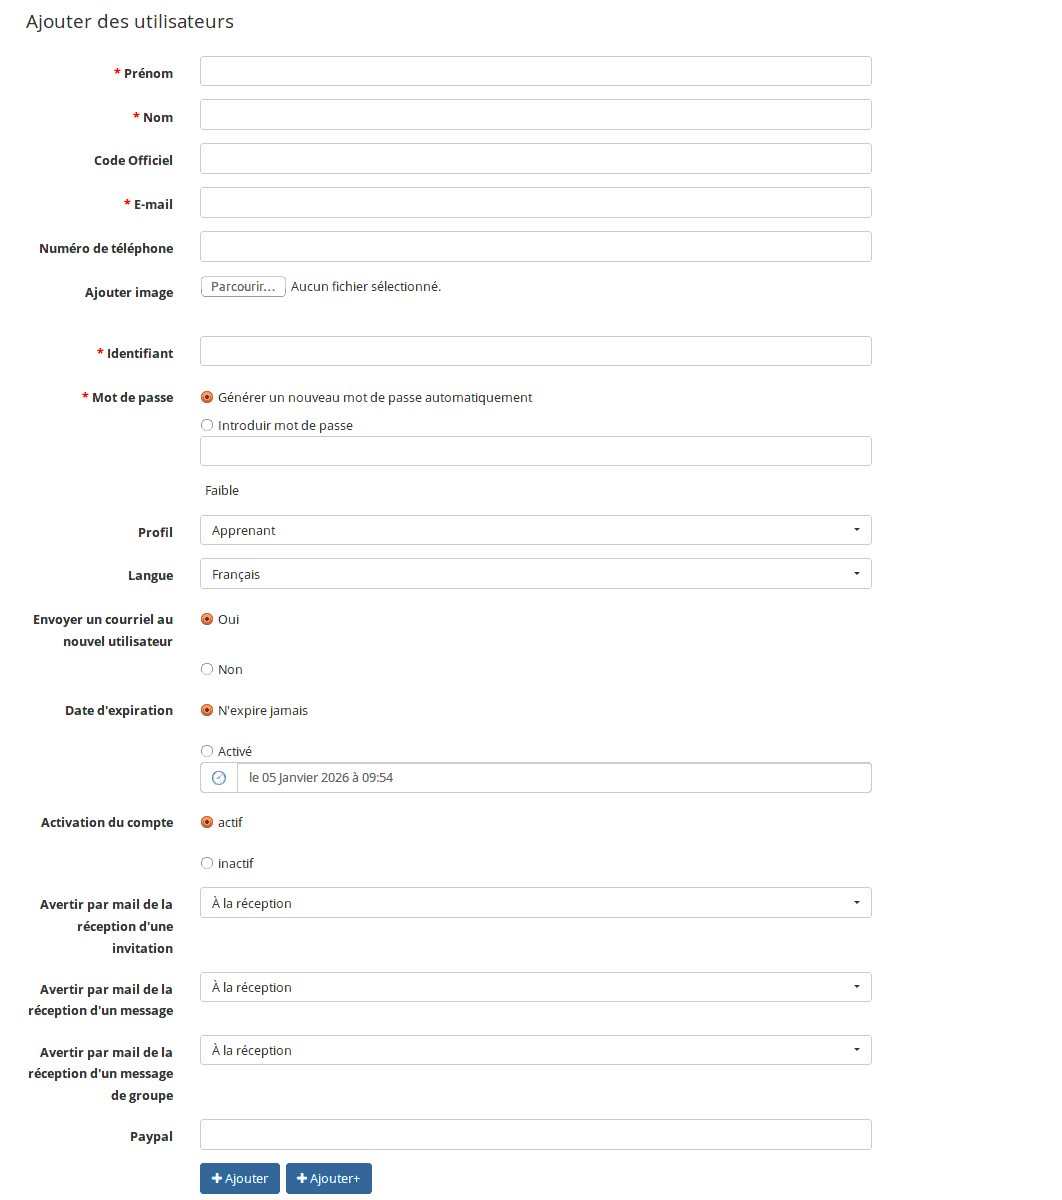 Ajouter des utilisateurs
* Prénom
* Nom
Code Officiel
* E-mail
Numéro de téléphone
Ajouter image
Parcourir... Aucun fichier sélectionné.
* Identifiant
* Mot de passe
Générer un nouveau mot de passe automatiquement
Introduir mot de passe
Faible
Profil
Apprenant
Langue
Français
Envoyer un courriel au
nouvel utilisateur
Oui
Non
Date d'expiration
N'expire jamais
Activé
le 05 Janvier 2026 à 09:54
Activation du compte
actif
inactif
Avertir par mail de la
réception d'une
invitation
À la réception
Avertir par mail de la
réception d'un message
À la réception
Avertir par mail de la
réception d'un message
de groupe
À la réception
Paypal
Ajouter
Ajouter+